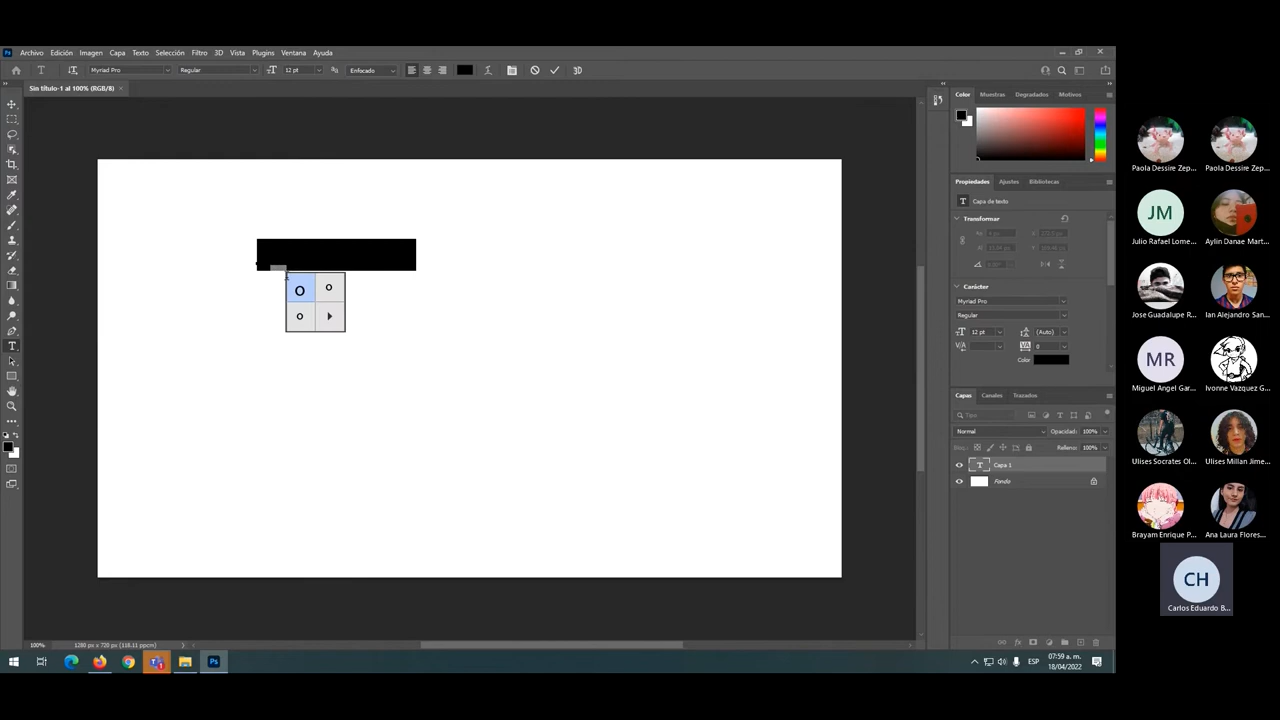 Archivo Edición Imagen Capa Texto Selección Filtro 3D Vista Plugins Ventana Ayuda
T Myriad Pro Regular 12 pt Enfocado 3D
Sin título-1 al 100% (RGB/8)
Color Muestras Degradados Motivos
Propiedades Ajustes Bibliotecas
Capa de texto
Transformar
Carácter
Myriad Pro
Regular
12 pt (Auto)
0
Color
Capas Canales Trazados
Tipo
Normal Opacidad: 100%
Relleno: 100%
T Capa 1
Fondo
O o
o
100% 1280 px x 720 px (118.11 ppcm)
Ps ESP 07:59 a. m.
18/04/2022
Paola Dessire Zep... Paola Dessire Zep...
JM
Julio Rafael Lome... Aylin Danae Mart...
Jose Guadalupe R... Ian Alejandro San...
MR
Miguel Angel Gar... Ivonne Vazquez G...
Ulises Socrates Ol... Ulises Millan Jime...
Brayam Enrique P... Ana Laura Flores...
CH
Carlos Eduardo B...